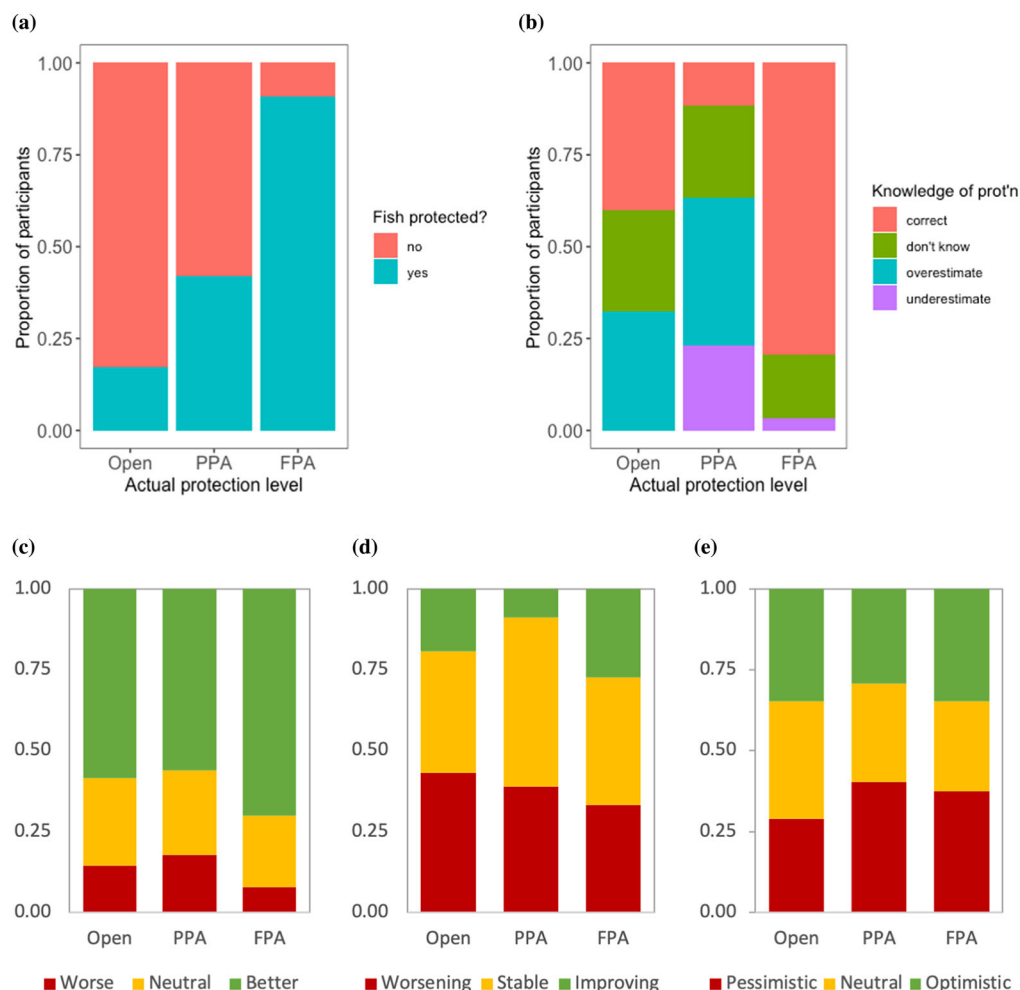 (a)
(b)
1.00
0.75
0.50
0.25
0.00
Proportion of participants
Open PPA FPA
Actual protection level
Fish protected?
no
yes
1.00
0.75
0.50
0.25
0.00
Proportion of participants
Open PPA FPA
Actual protection level
Knowledge of prot'n
correct
don't know
overestimate
underestimate
(c)
1.00
0.75
0.50
0.25
0.00
Open PPA FPA
Worse Neutral Better
(d)
1.00
0.75
0.50
0.25
0.00
Open PPA FPA
Worsening Stable Improving
(e)
1.00
0.75
0.50
0.25
0.00
Open PPA FPA
Pessimistic Neutral Optimistic